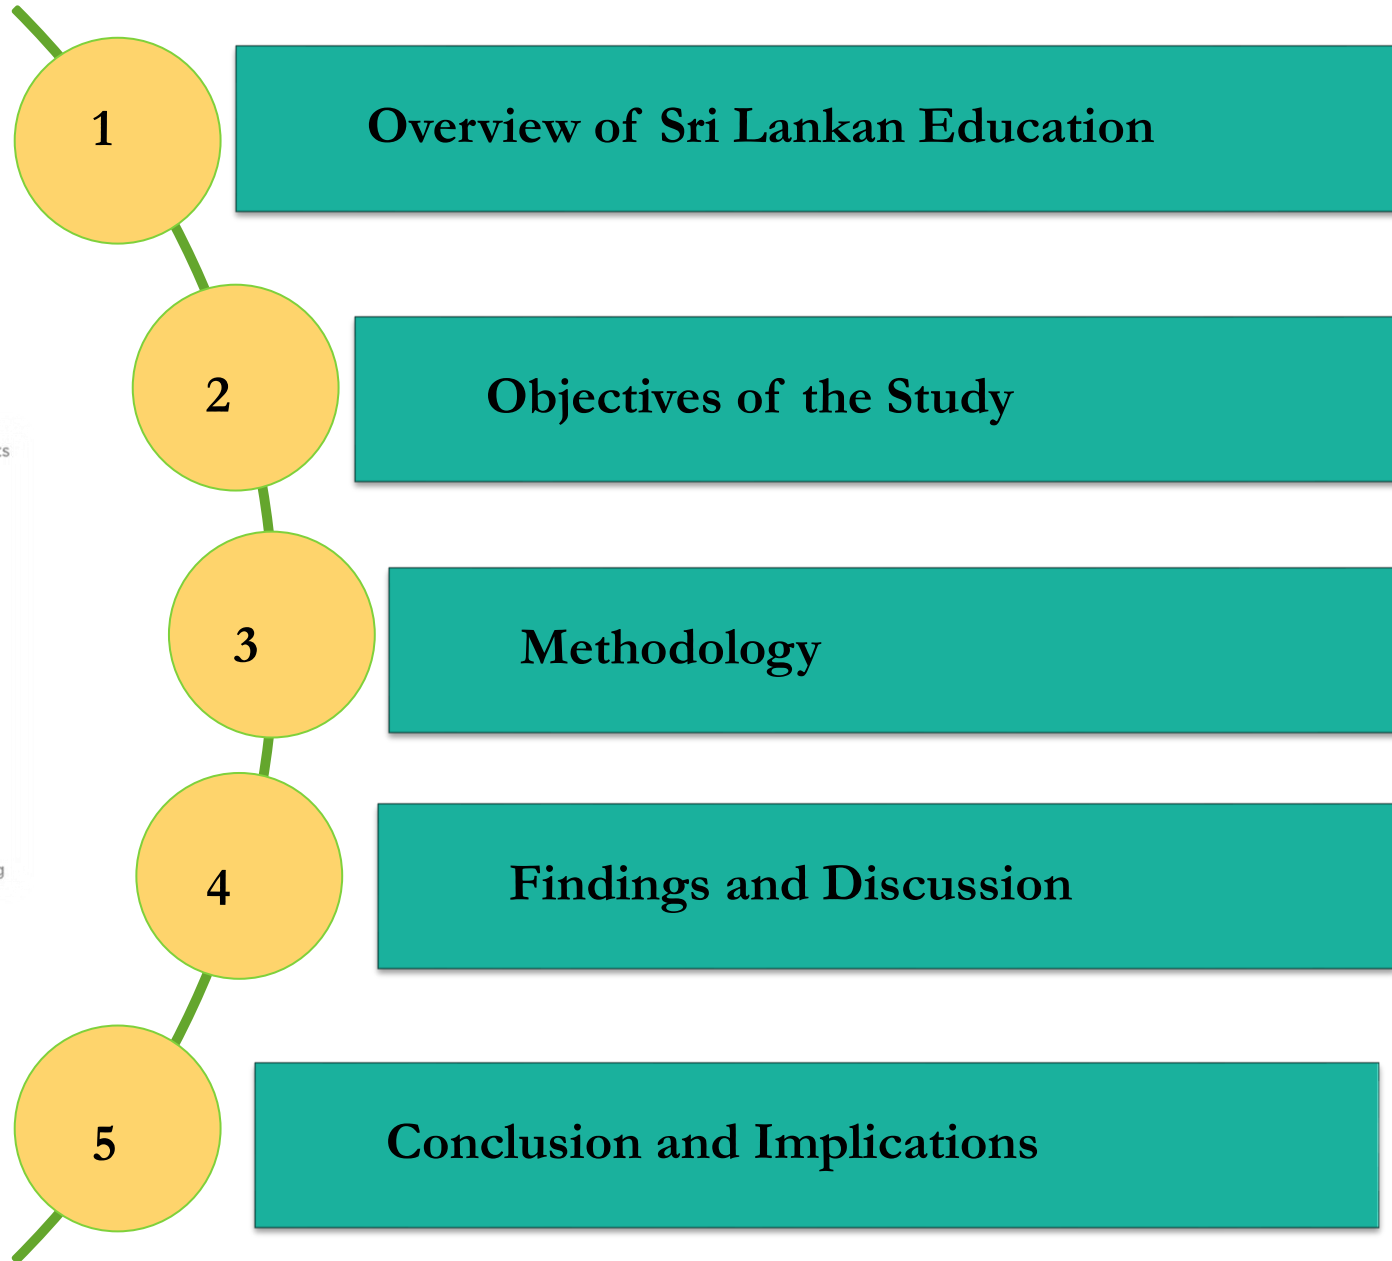 1
Overview of Sri Lankan Education
2
Objectives of the Study
3
Methodology
4
Findings and Discussion
5
Conclusion and Implications